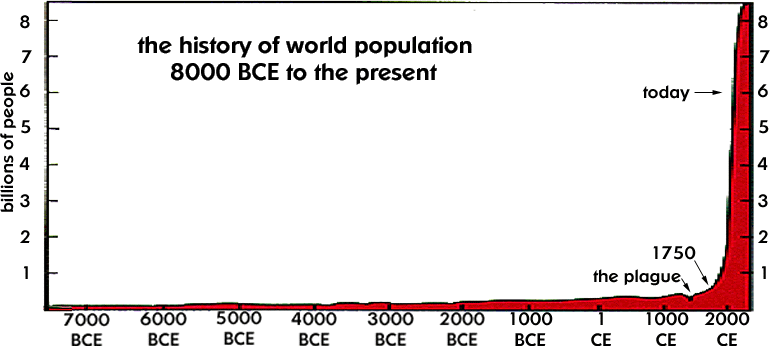 the history of world population
8000 BCE to the present
billions of people
8
7
6
5
4
3
2
1
8
7
6
5
4
3
2
1
today
1750
the plague
7000 6000 5000 4000 3000 2000 1000 1 1000 2000
BCE BCE BCE BCE BCE BCE BCE CE CE CE